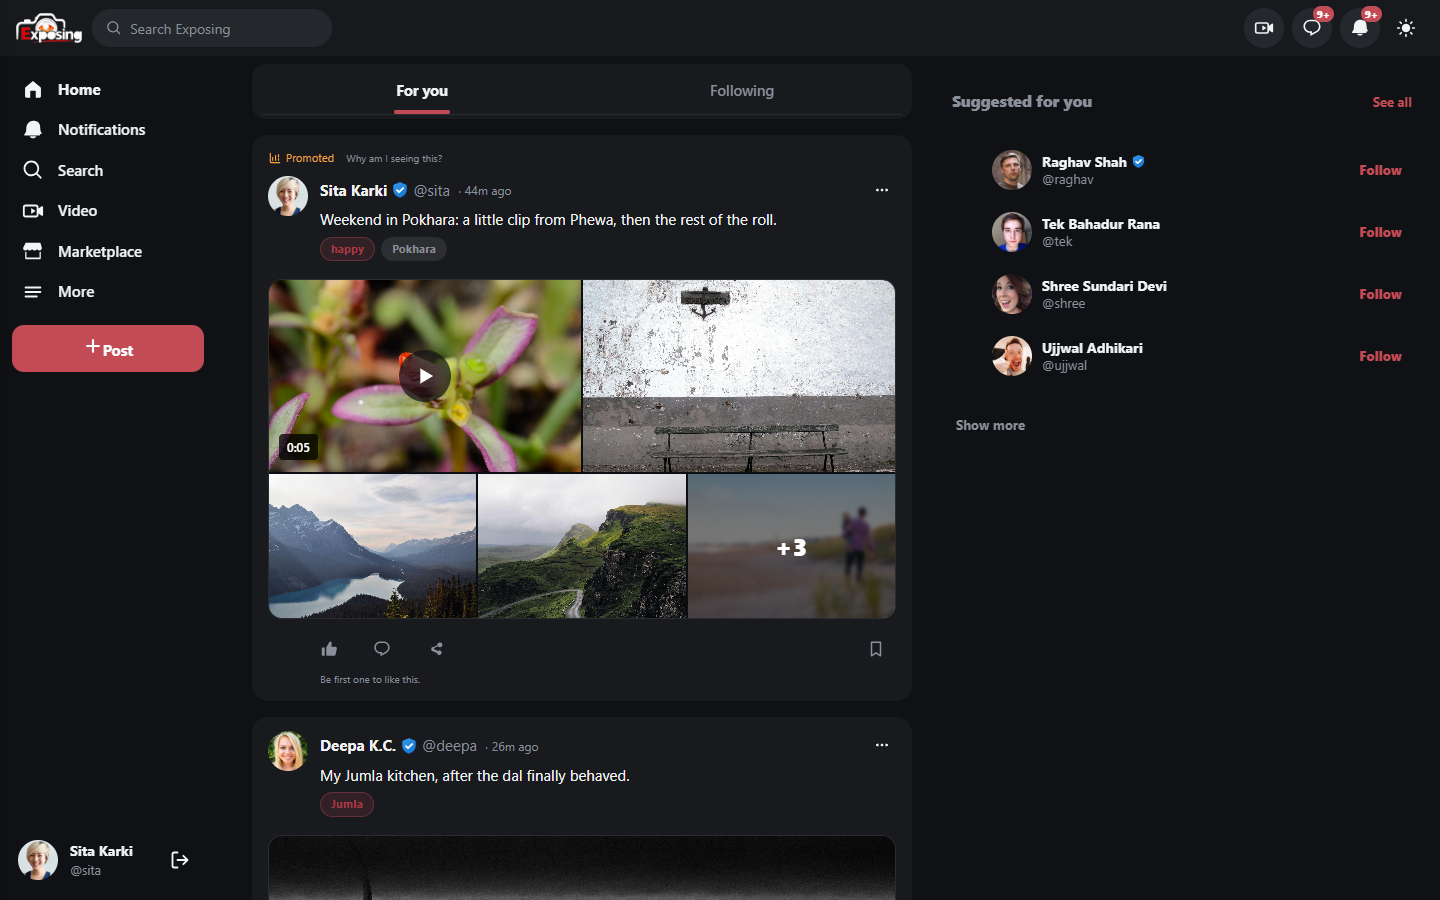 Exposing
Search Exposing
9+
9+
Home
Notifications
Search
Video
Marketplace
More
+ Post
For you
Following
Promoted Why am I seeing this?
Sita Karki @sita · 44m ago
Weekend in Pokhara: a little clip from Phewa, then the rest of the roll.
happy Pokhara
0:05
+3
Be first one to like this.
Deepa K.C. @deepa · 26m ago
My Jumla kitchen, after the dal finally behaved.
Jumla
Suggested for you
See all
Raghav Shah
@raghav
Follow
Tek Bahadur Rana
@tek
Follow
Shree Sundari Devi
@shree
Follow
Ujjwal Adhikari
@ujjwal
Follow
Show more
Sita Karki
@sita